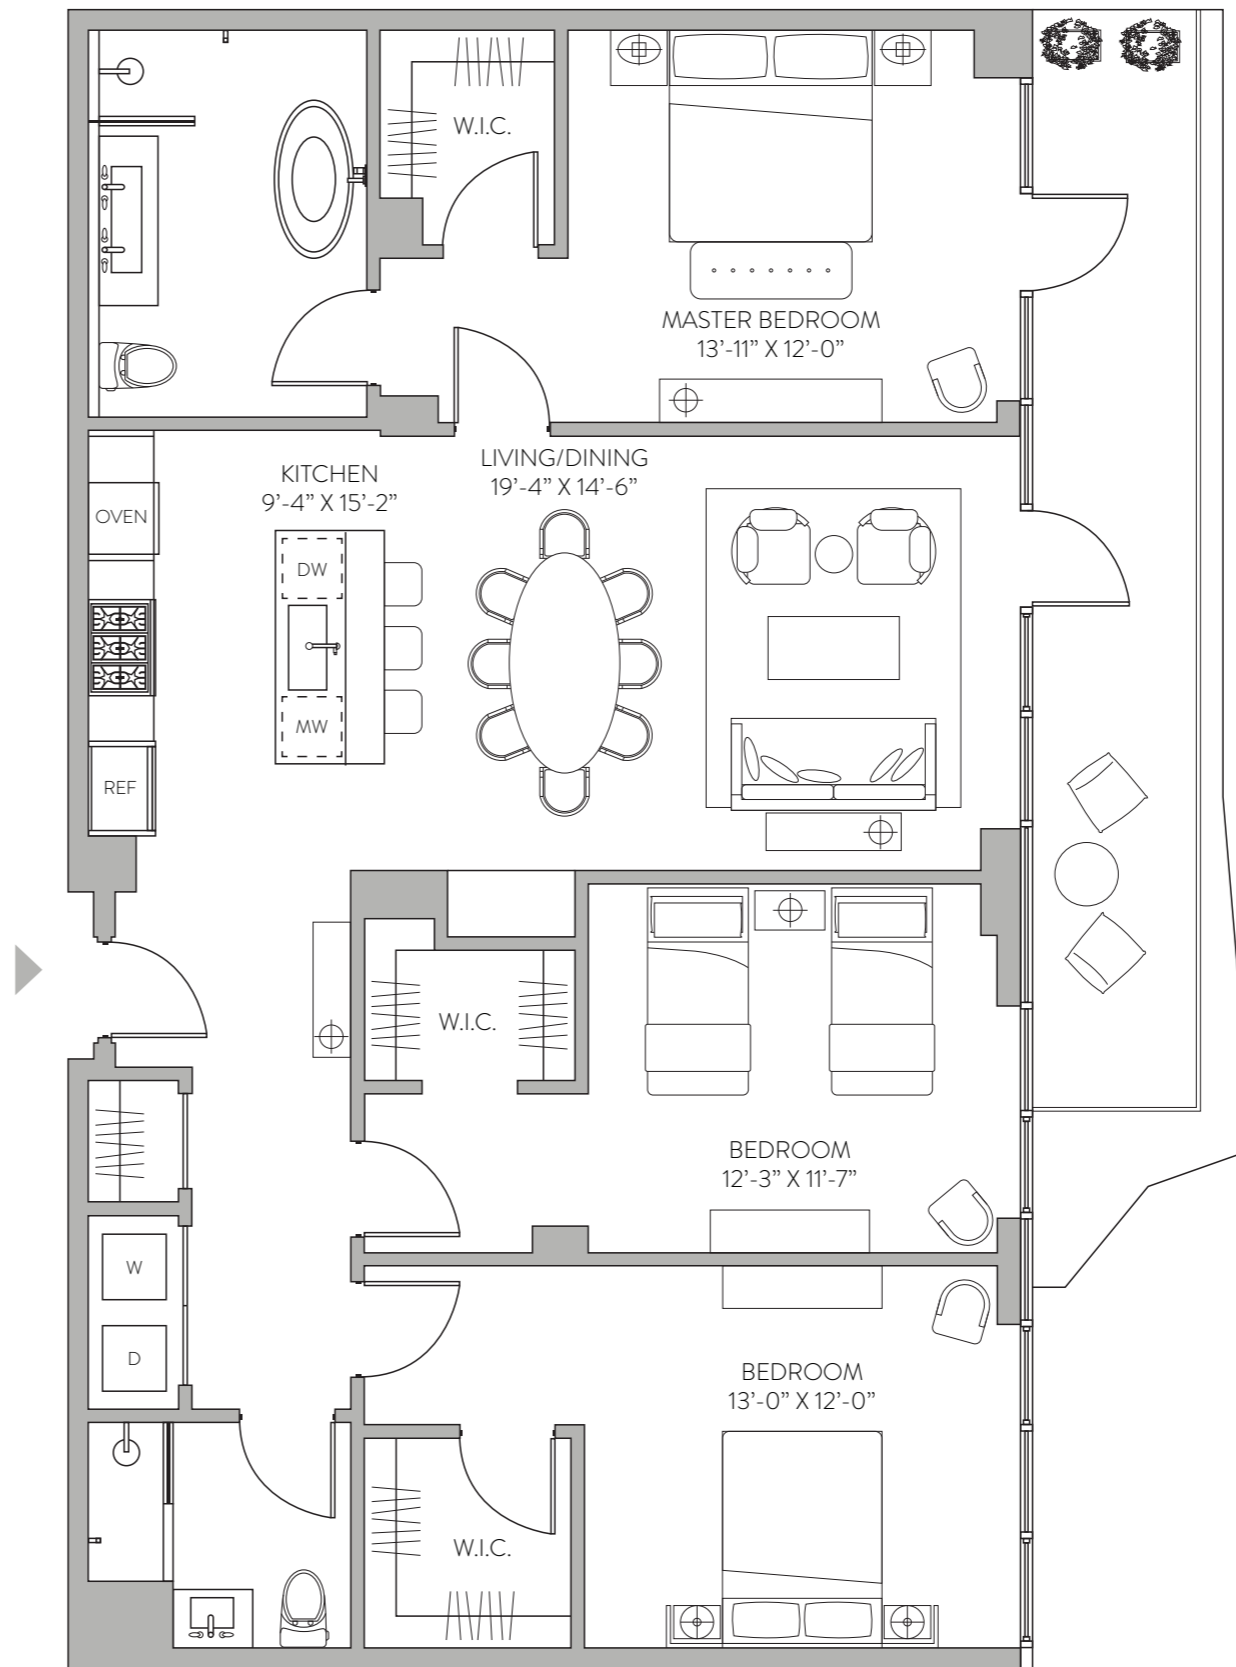 W.I.C.
MASTER BEDROOM
13’-11” X 12’-0”
KITCHEN
9’-4” X 15’-2”
LIVING/DINING
19’-4” X 14’-6”
OVEN
DW
MW
REF
W.I.C.
BEDROOM
12’-3” X 11’-7”
W
D
BEDROOM
13’-0” X 12’-0”
W.I.C.